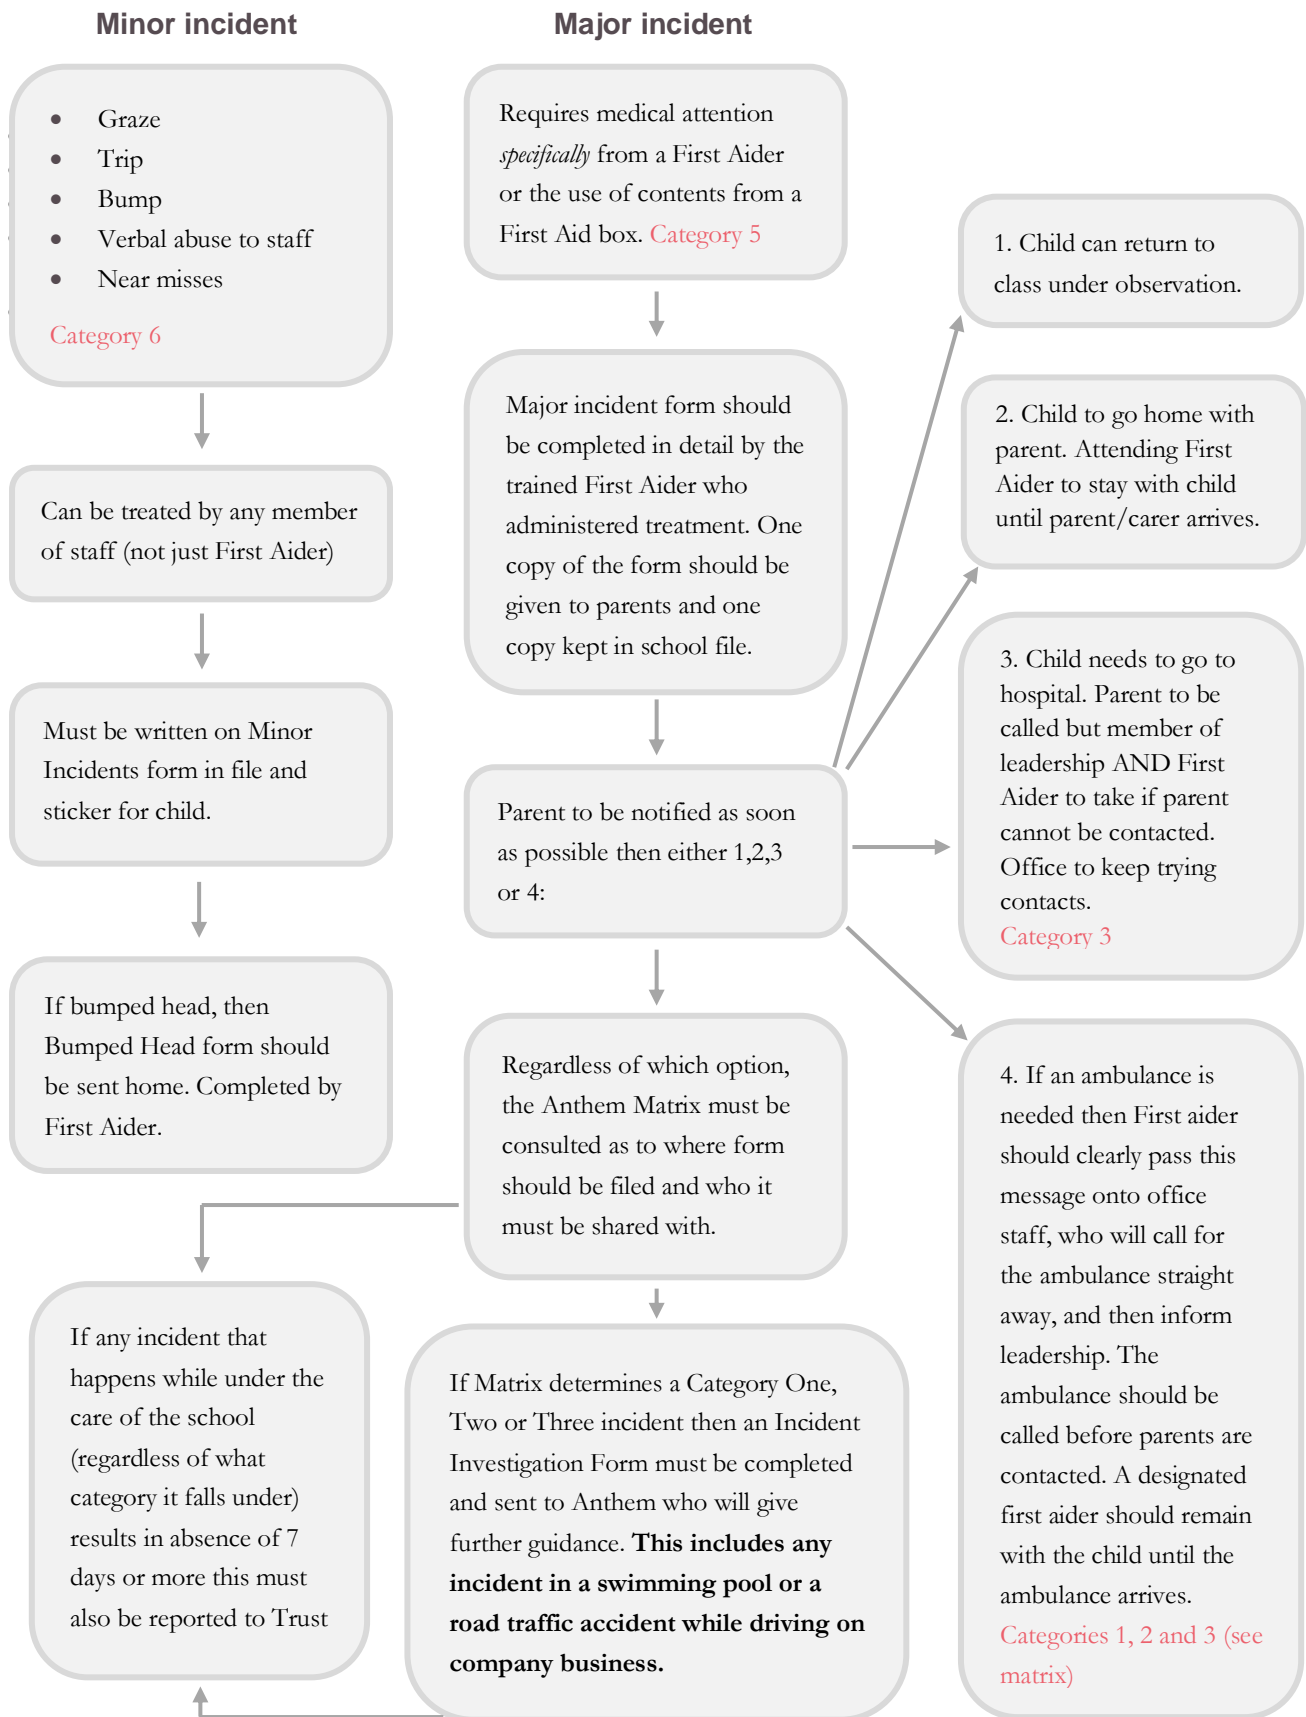 Minor incident
• Graze
• Trip
• Bump
• Verbal abuse to staff
• Near misses
Category 6
Can be treated by any member
of staff (not just First Aider)
Must be written on Minor
Incidents form in file and
sticker for child.
If bumped head, then
Bumped Head form should
be sent home. Completed by
First Aider.
Major incident
Requires medical attention
specifically from a First Aider
or the use of contents from a
First Aid box. Category 5
Major incident form should
be completed in detail by the
trained First Aider who
administered treatment. One
copy of the form should be
given to parents and one
copy kept in school file.
Parent to be notified as soon
as possible then either 1,2,3
or 4:
1. Child can return to
class under observation.
2. Child to go home with
parent. Attending First
Aider to stay with child
until parent/carer arrives.
3. Child needs to go to
hospital. Parent to be
called but member of
leadership AND First
Aider to take if parent
cannot be contacted.
Office to keep trying
contacts.
Category 3
4. If an ambulance is
needed then First aider
should clearly pass this
message onto office
staff, who will call for
the ambulance straight
away, and then inform
leadership. The
ambulance should be
called before parents are
contacted. A designated
first aider should remain
with the child until the
ambulance arrives.
Categories 1, 2 and 3 (see
matrix)
Regardless of which option,
the Anthem Matrix must be
consulted as to where form
should be filed and who it
must be shared with.
If any incident that
happens while under the
care of the school
(regardless of what
category it falls under)
results in absence of 7
days or more this must
also be reported to Trust
If Matrix determines a Category One,
Two or Three incident then an Incident
Investigation Form must be completed
and sent to Anthem who will give
further guidance. This includes any
incident in a swimming pool or a
road traffic accident while driving on
company business.